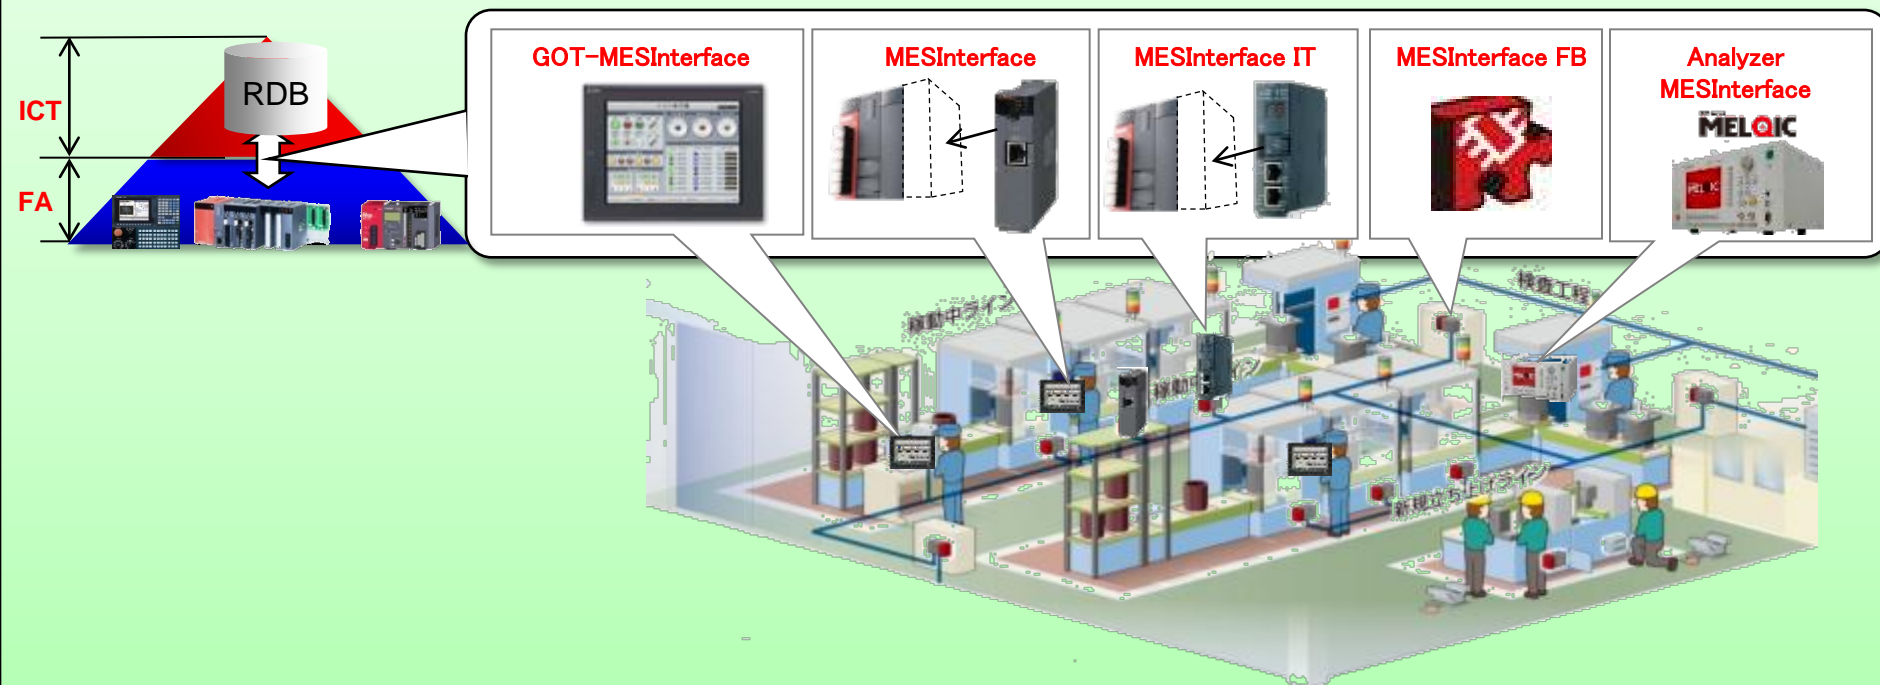 ICT
FA
RDB
GOT-MESInterface
MESInterface
MESInterface IT
MESInterface FB
Analyzer
MESInterface
MELQIC
稼動中ライン
検査工程
新規立ち上げライン